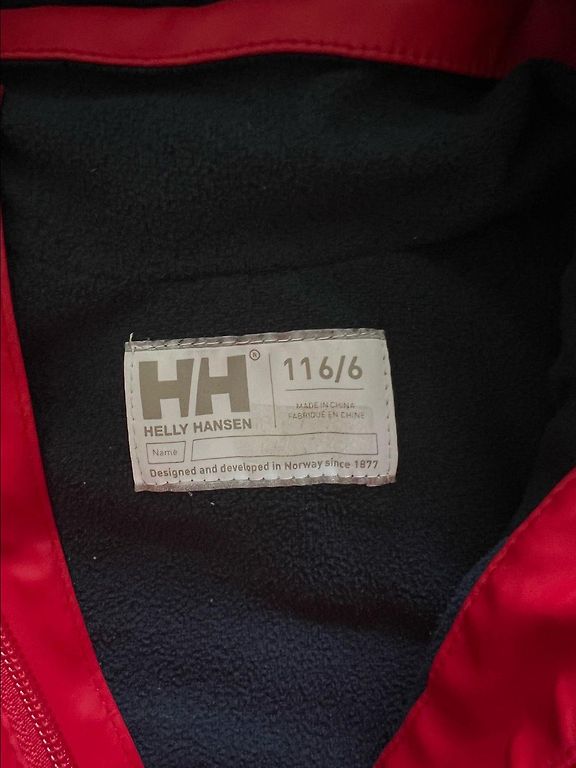 HH®
HELLY HANSEN
116/6
MADE IN CHINA
FABRIQUÉ EN CHINE
Name
Designed and developed in Norway since 1877